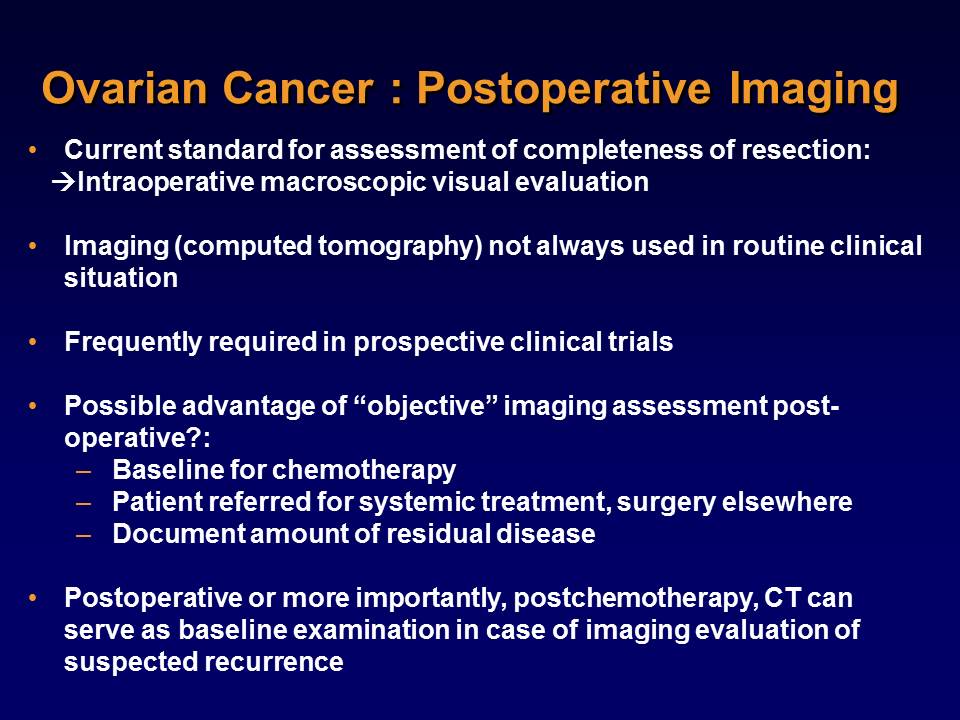 Ovarian Cancer : Postoperative Imaging
• Current standard for assessment of completeness of resection:
→Intraoperative macroscopic visual evaluation
• Imaging (computed tomography) not always used in routine clinical
situation
• Frequently required in prospective clinical trials
• Possible advantage of “objective” imaging assessment post-
operative?:
– Baseline for chemotherapy
– Patient referred for systemic treatment, surgery elsewhere
– Document amount of residual disease
• Postoperative or more importantly, postchemotherapy, CT can
serve as baseline examination in case of imaging evaluation of
suspected recurrence